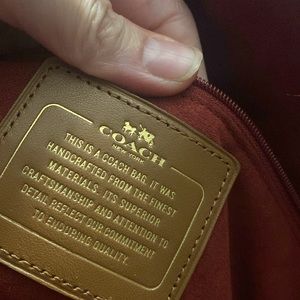 COACH
NEW YORK
THIS IS A COACH BAG. IT WAS
HANDCRAFTED FROM THE FINEST
MATERIALS. ITS SUPERIOR
CRAFTSMANSHIP AND ATTENTION TO
DETAIL REFLECT OUR COMMITMENT
TO ENDURING QUALITY.